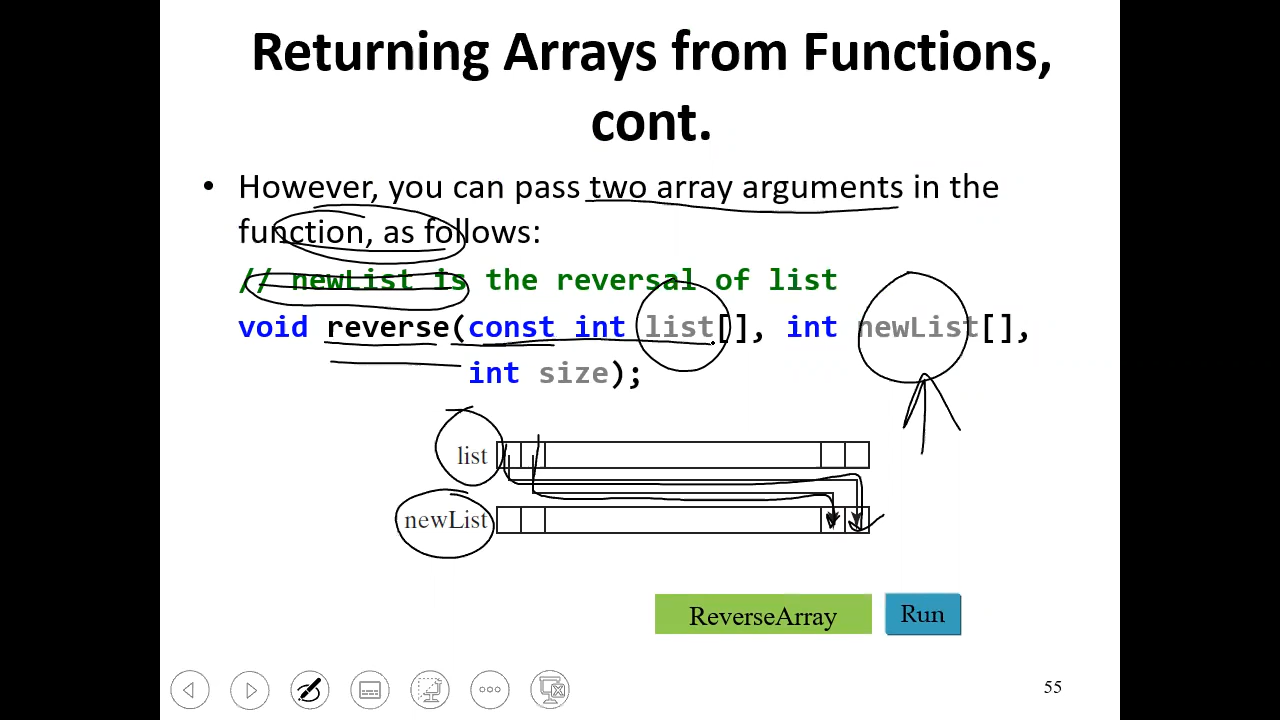 Returning Arrays from Functions,
cont.
• However, you can pass two array arguments in the
function, as follows:
// newList is the reversal of list
void reverse(const int list[], int newList[],
int size);
list
newList
ReverseArray
Run
55